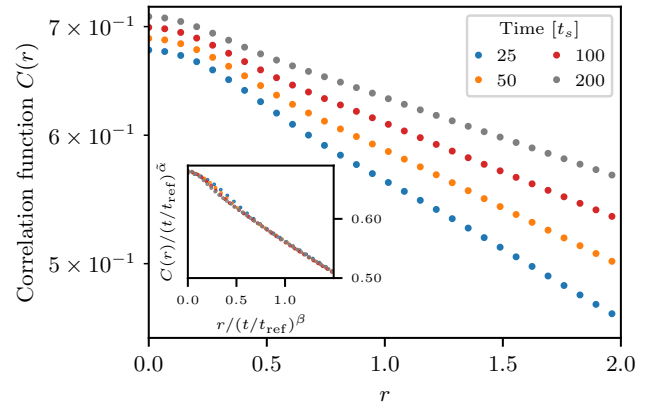 Correlation function C(r)
7 × 10⁻¹
6 × 10⁻¹
5 × 10⁻¹
Time [tₛ]
25
100
50
200
C(r)/(t/t_ref)^α̃
0.60
0.50
0.0
0.5
1.0
r/(t/t_ref)^β
0.0
0.5
1.0
1.5
2.0
r